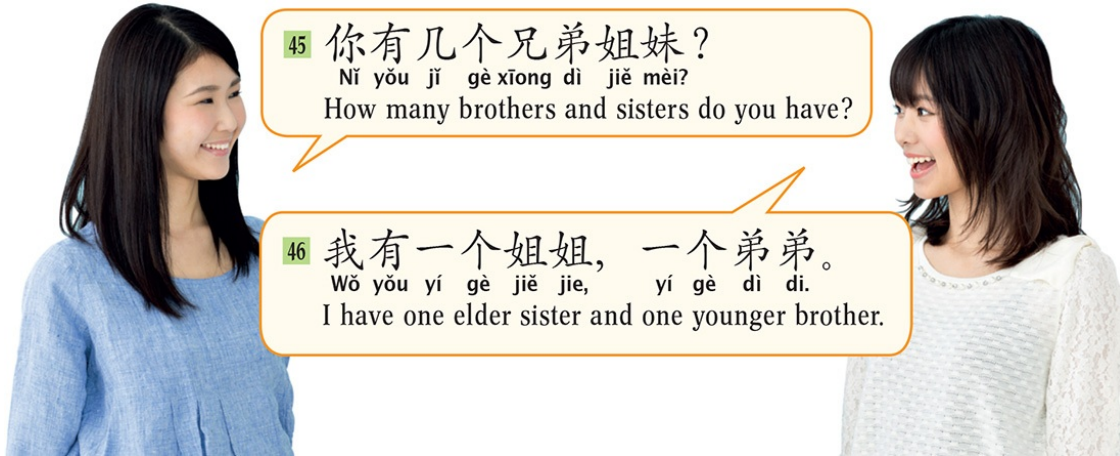 45 你有几个兄弟姐妹？
Nǐ yǒu jǐ gè xīong dì jiě mèi?
How many brothers and sisters do you have?
46 我有一个姐姐, 一个弟弟。
Wǒ yǒu yí gè jiě jie, yí gè dì di.
I have one elder sister and one younger brother.